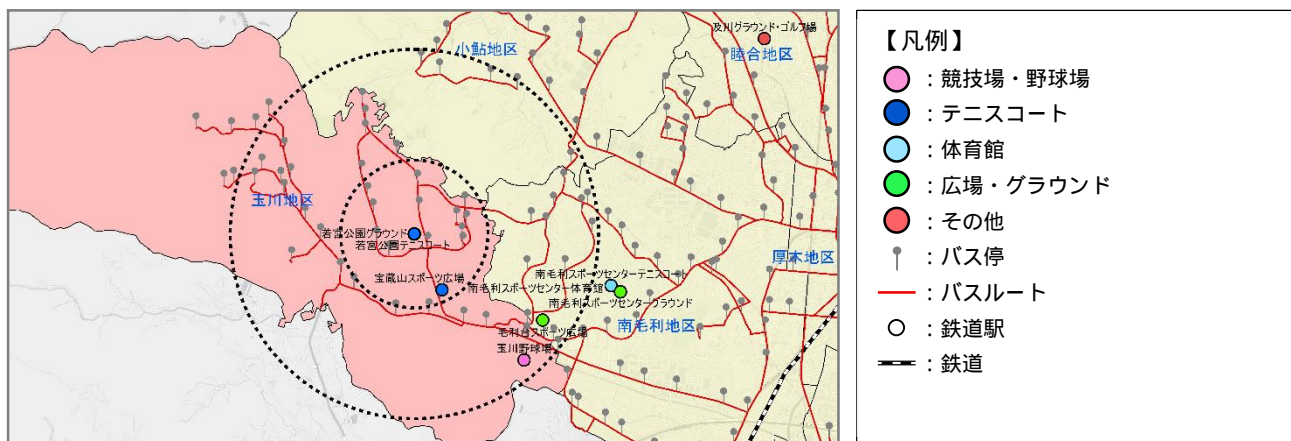 及川グラウンド・ゴルフ場
小鮎地区
睦合地区
玉川地区
若宮公園グラウンド
若宮公園テニスコート
厚木地区
宝蔵山スポーツ広場
南毛利スポーツセンターテニスコート
南毛利スポーツセンター体育館
南毛利スポーツセンターグラウンド
南毛利地区
毛利台スポーツ広場
玉川野球場
【凡例】
：競技場・野球場
：テニスコート
：体育館
：広場・グラウンド
：その他
：バス停
：バスルート
：鉄道駅
：鉄道